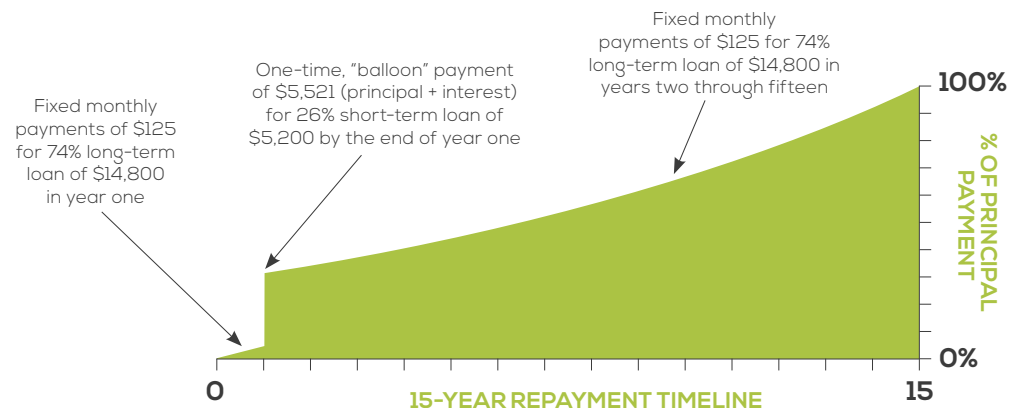 Fixed monthly
payments of $125
for 74% long-term
loan of $14,800
in year one
One-time, “balloon” payment
of $5,521 (principal + interest)
for 26% short-term loan of
$5,200 by the end of year one
Fixed monthly
payments of $125 for 74%
long-term loan of $14,800 in
years two through fifteen
100%
% OF PRINCIPAL
PAYMENT
0%
0
15-YEAR REPAYMENT TIMELINE
15